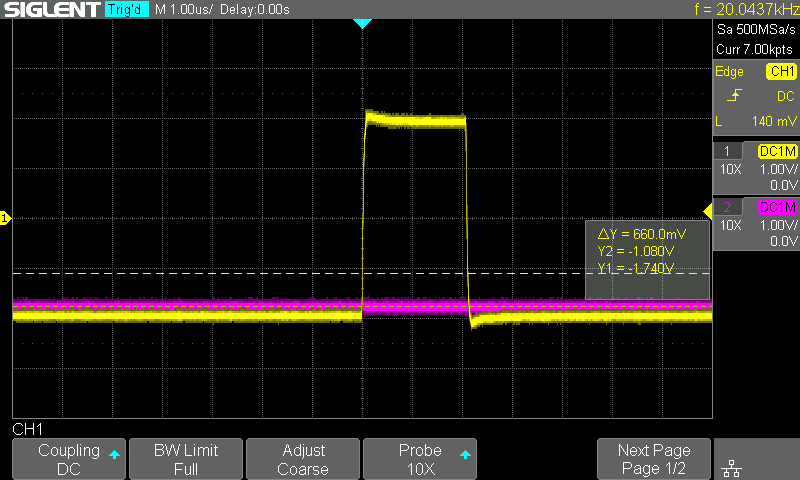 SIGLENT Trig'd M 1.00us/ Delay:0.00s f = 20.0437kHz
Sa 500MSa/s
Curr 7.00kpts
Edge CH1
DC
L 140 mV
1 DC1M
10X 1.00V/
0.0V
2 DC1M
10X 1.00V/
0.0V
1
△Y = 660.0mV
Y2 = -1.080V
Y1 = -1.740V
CH1
Coupling
DC
BW Limit
Full
Adjust
Coarse
Probe
10X
Next Page
Page 1/2